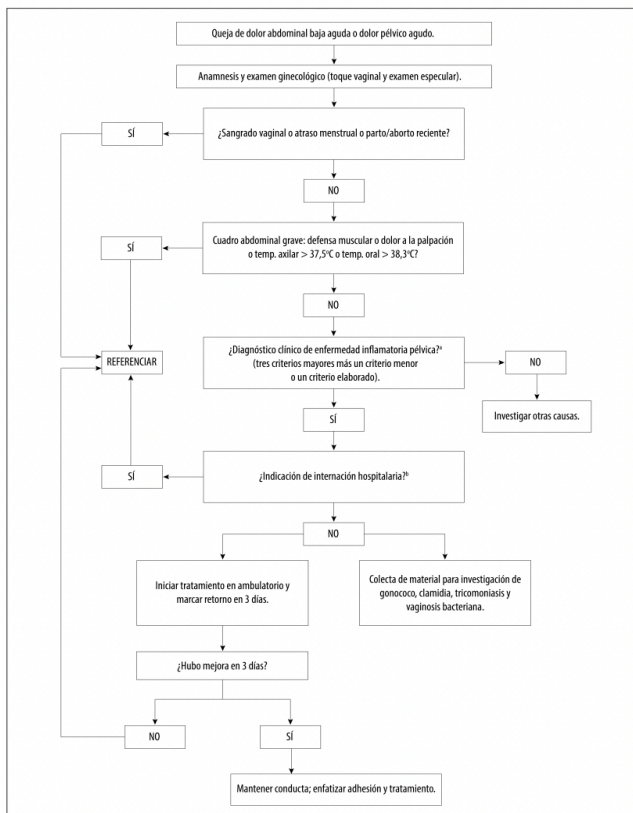 Queja de dolor abdominal baja aguda o dolor pélvico agudo.
Anamnesis y examen ginecológico (toque vaginal y examen especular).
SÍ
¿Sangrado vaginal o atraso menstrual o parto/aborto reciente?
NO
SÍ
Cuadro abdominal grave: defensa muscular o dolor a la palpación
o temp. axilar > 37,5ºC o temp. oral > 38,3ºC?
NO
REFERENCIAR
¿Diagnóstico clínico de enfermedad inflamatoria pélvica?ª
(tres criterios mayores más un criterio menor
o un criterio elaborado).
NO
SÍ
Investigar otras causas.
SÍ
¿Indicación de internación hospitalaria?ᵇ
NO
Iniciar tratamiento en ambulatorio y
marcar retorno en 3 días.
Colecta de material para investigación de
gonococo, clamidia, tricomoniasis y
vaginosis bacteriana.
¿Hubo mejora en 3 días?
NO
SÍ
Mantener conducta; enfatizar adhesión y tratamiento.